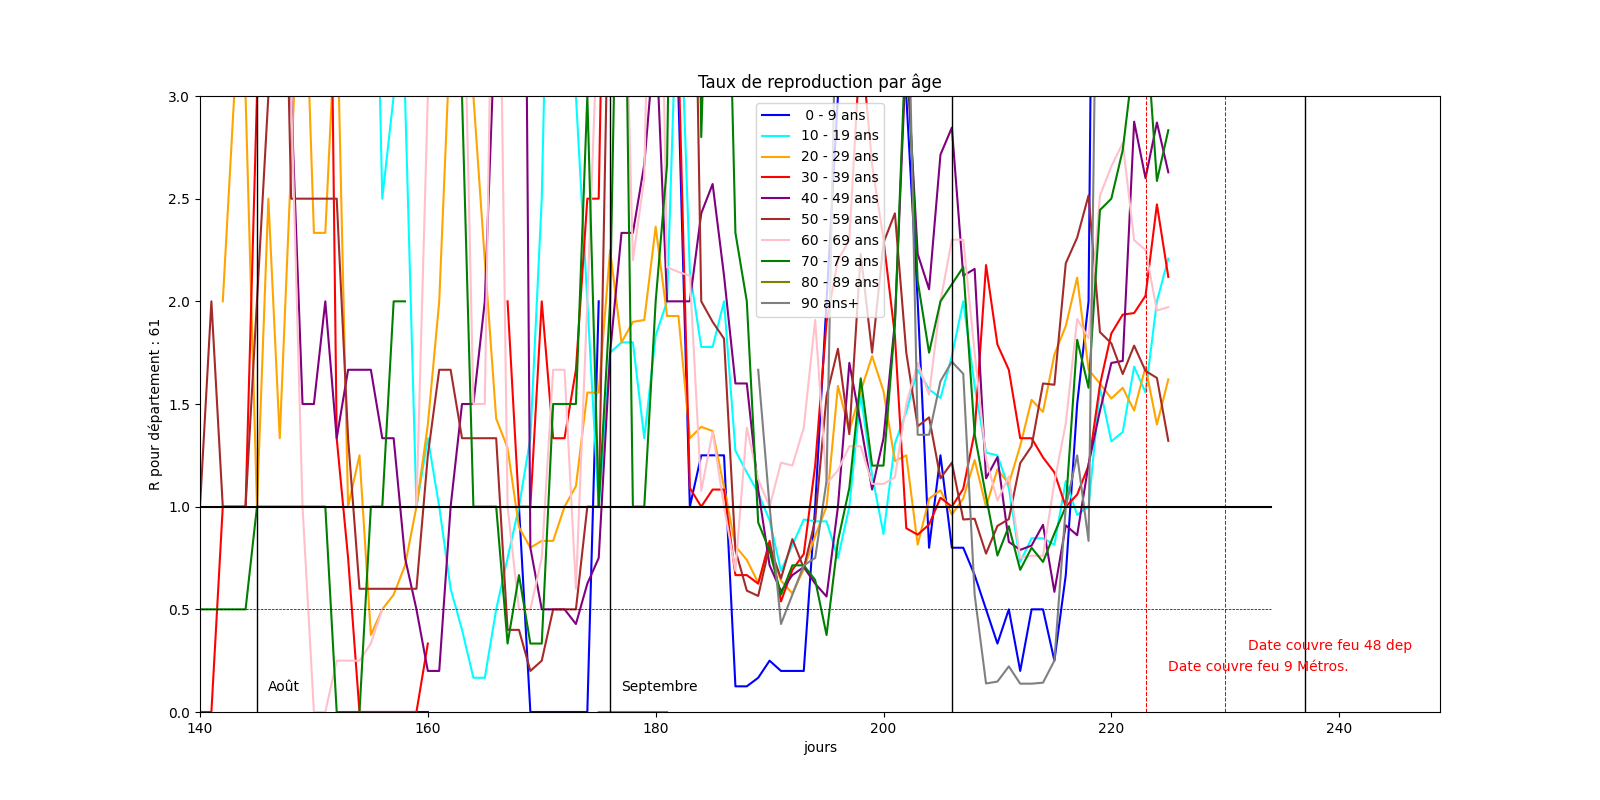 Taux de reproduction par âge
R pour département : 61
3.0
2.5
2.0
1.5
1.0
0.5
0.0
0 - 9 ans
10 - 19 ans
20 - 29 ans
30 - 39 ans
40 - 49 ans
50 - 59 ans
60 - 69 ans
70 - 79 ans
80 - 89 ans
90 ans+
Date couvre feu 48 dep
Date couvre feu 9 Métros.
Août
Septembre
140
160
180
200
220
240
jours